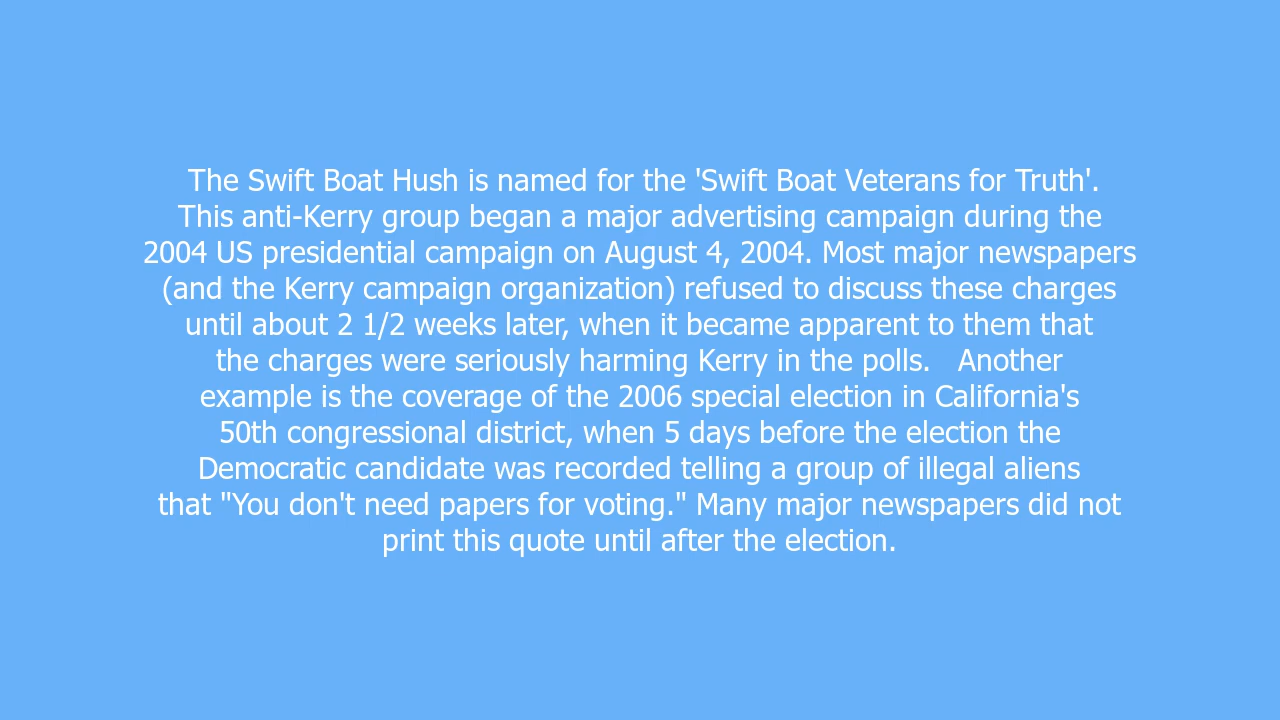 The Swift Boat Hush is named for the 'Swift Boat Veterans for Truth'.
This anti-Kerry group began a major advertising campaign during the
2004 US presidential campaign on August 4, 2004. Most major newspapers
(and the Kerry campaign organization) refused to discuss these charges
until about 2 1/2 weeks later, when it became apparent to them that
the charges were seriously harming Kerry in the polls.   Another
example is the coverage of the 2006 special election in California's
50th congressional district, when 5 days before the election the
Democratic candidate was recorded telling a group of illegal aliens
that "You don't need papers for voting." Many major newspapers did not
print this quote until after the election.